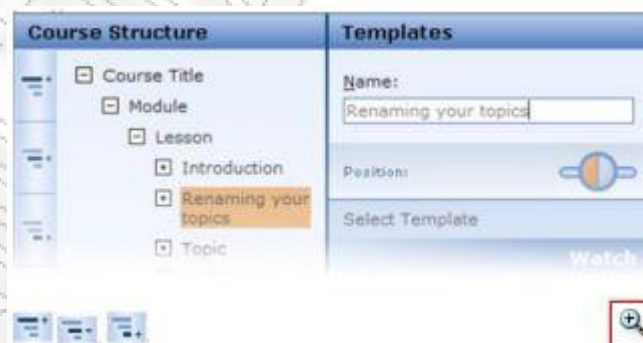 Course Structure
Templates
Course Title
Module
Lesson
Introduction
Renaming your
topics
Topic
Name:
Renaming your topics
Position:
Select Template
Watch